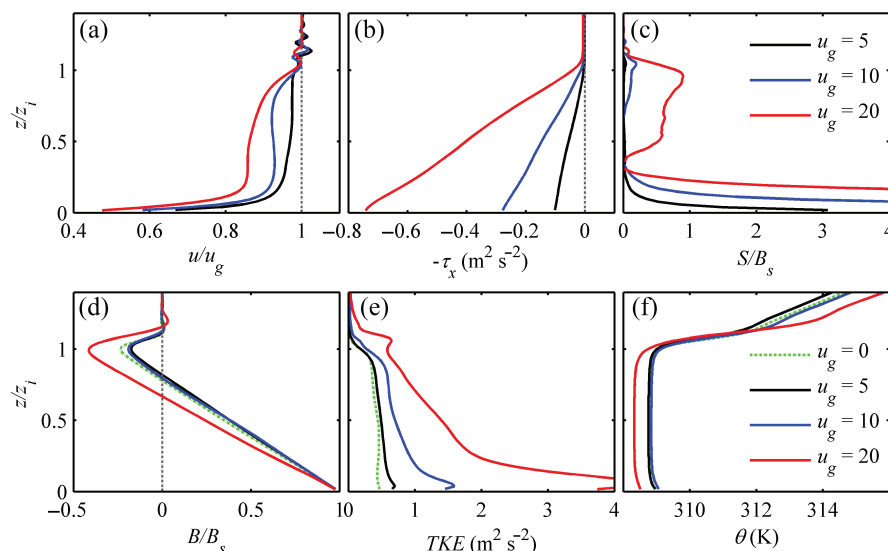 (a) (b) (c)
u_g = 5
u_g = 10
u_g = 20
z/z_i
1
0.5
0
0.4 0.6 0.8 1 -0.8 -0.6 -0.4 -0.2 0 0 1 2 3 4
u/u_g -τ_x (m² s⁻²) S/B_s
(d) (e) (f)
u_g = 0
u_g = 5
u_g = 10
u_g = 20
z/z_i
1
0.5
0
-0.5 0 0.5 1 0 1 2 3 4 310 312 314
B/B_s TKE (m² s⁻²) θ (K)